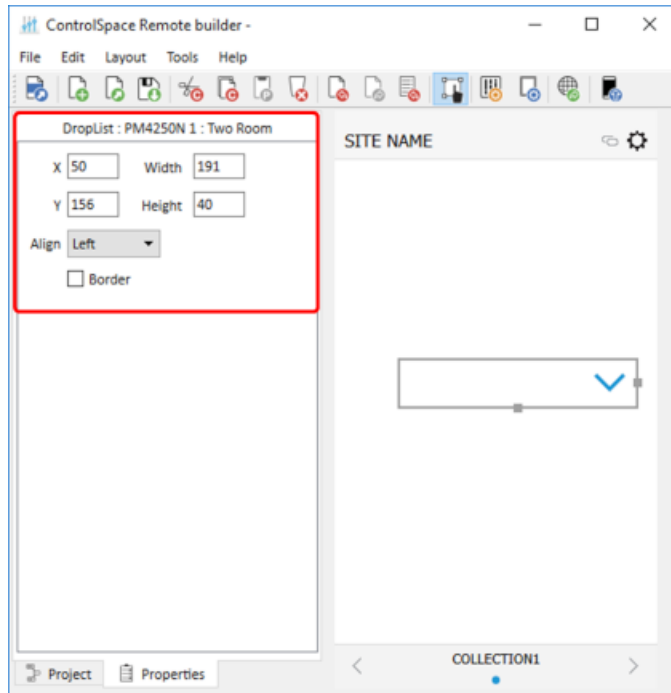 ControlSpace Remote builder -
File Edit Layout Tools Help
DropList : PM4250N 1 : Two Room
X 50 Width 191
Y 156 Height 40
Align Left
Border
Project Properties
SITE NAME
COLLECTION1